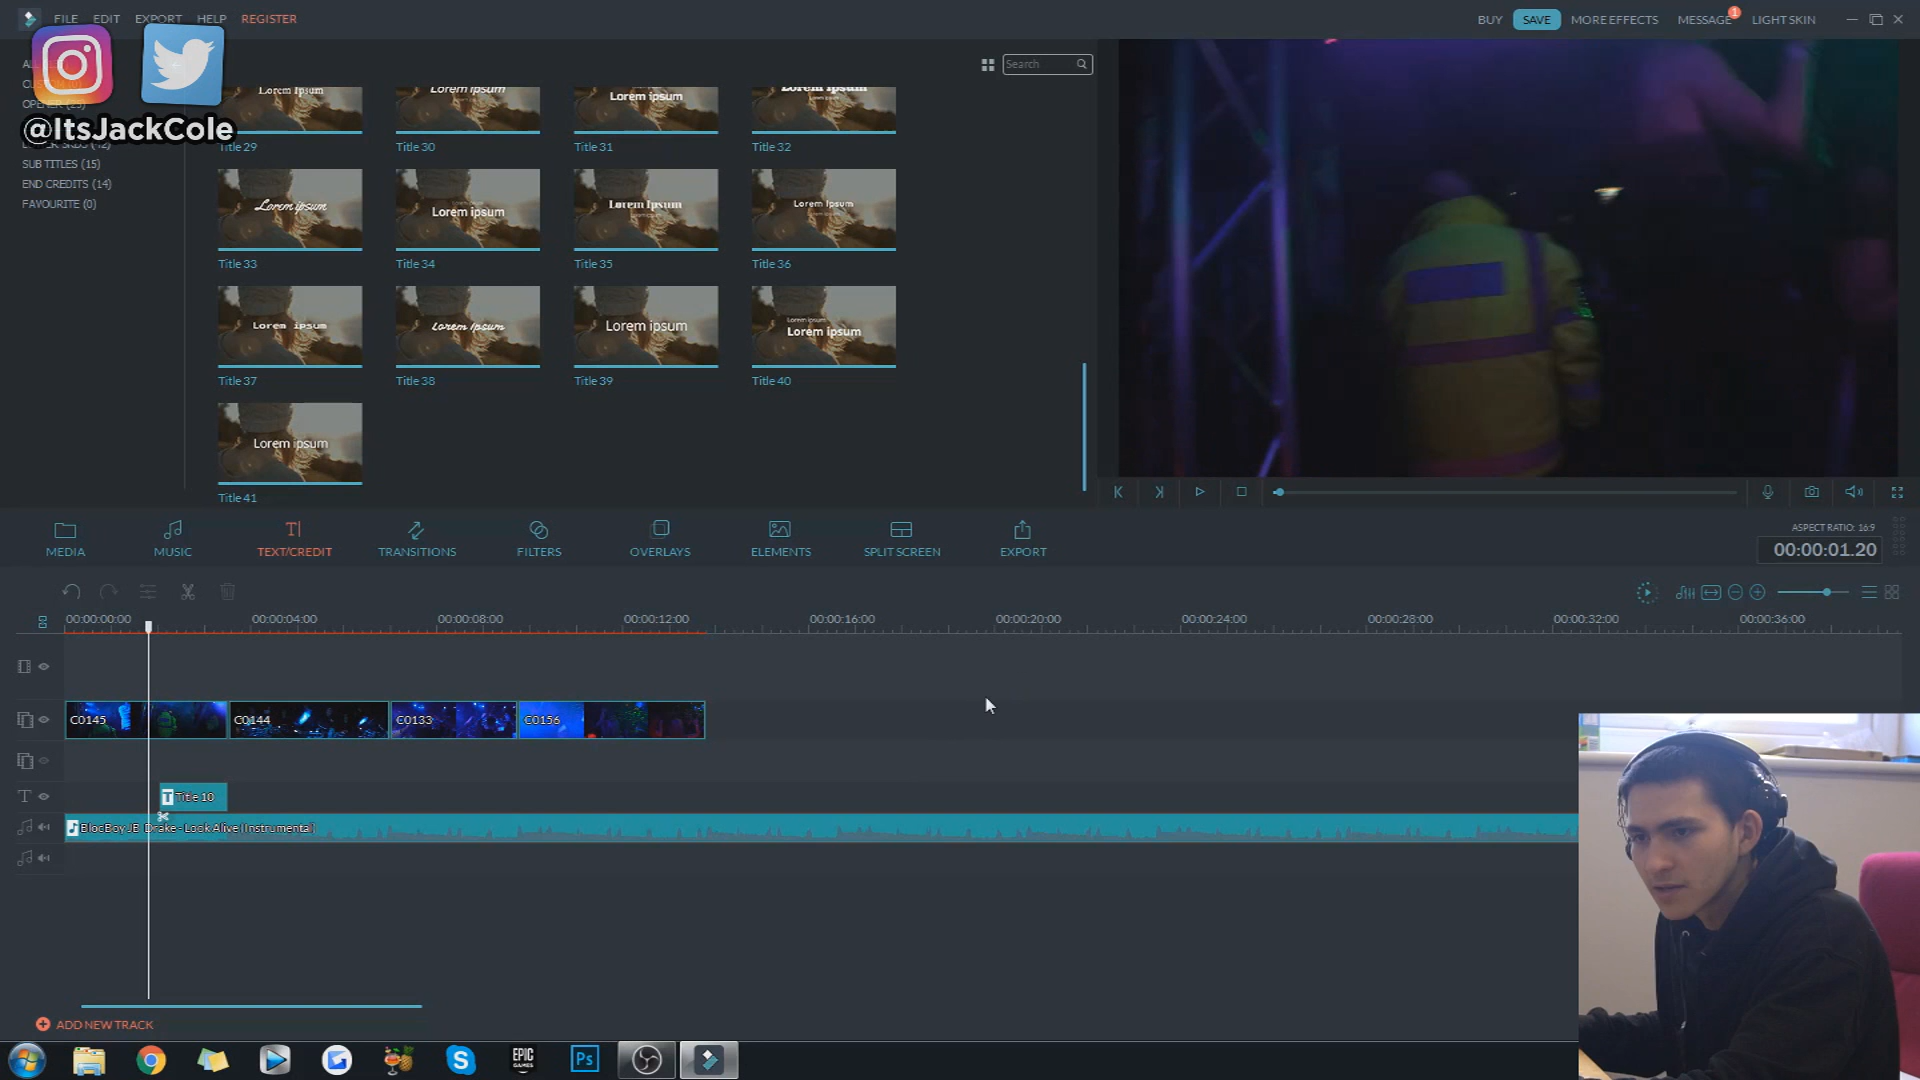 FILE EDIT EXPORT HELP REGISTER
BUY SAVE MORE EFFECTS MESSAGE 1 LIGHT SKIN
@ItsJackCole
SUB TITLES (15)
END CREDITS (14)
FAVOURITE (0)
Search
Lorem ipsum Lorem ipsum Lorem ipsum Lorem ipsum
Title 29 Title 30 Title 31 Title 32
Lorem ipsum Lorem ipsum Lorem ipsum Lorem ipsum
Title 33 Title 34 Title 35 Title 36
Lorem ipsum Lorem ipsum Lorem ipsum Lorem ipsum Lorem ipsum
Title 37 Title 38 Title 39 Title 40
Lorem ipsum
Title 41
MEDIA MUSIC TEXT/CREDIT TRANSITIONS FILTERS OVERLAYS ELEMENTS SPLIT SCREEN EXPORT
ASPECT RATIO: 16:9
00:00:01.20
00:00:00:00 00:00:04:00 00:00:08:00 00:00:12:00 00:00:16:00 00:00:20:00 00:00:24:00 00:00:28:00 00:00:32:00 00:00:36:00
C0145 C0144 C0133 C0156
T Title 10
BlocBoy JB Drake - Look Alive (Instrumental)
ADD NEW TRACK
S EPIC GAMES Ps